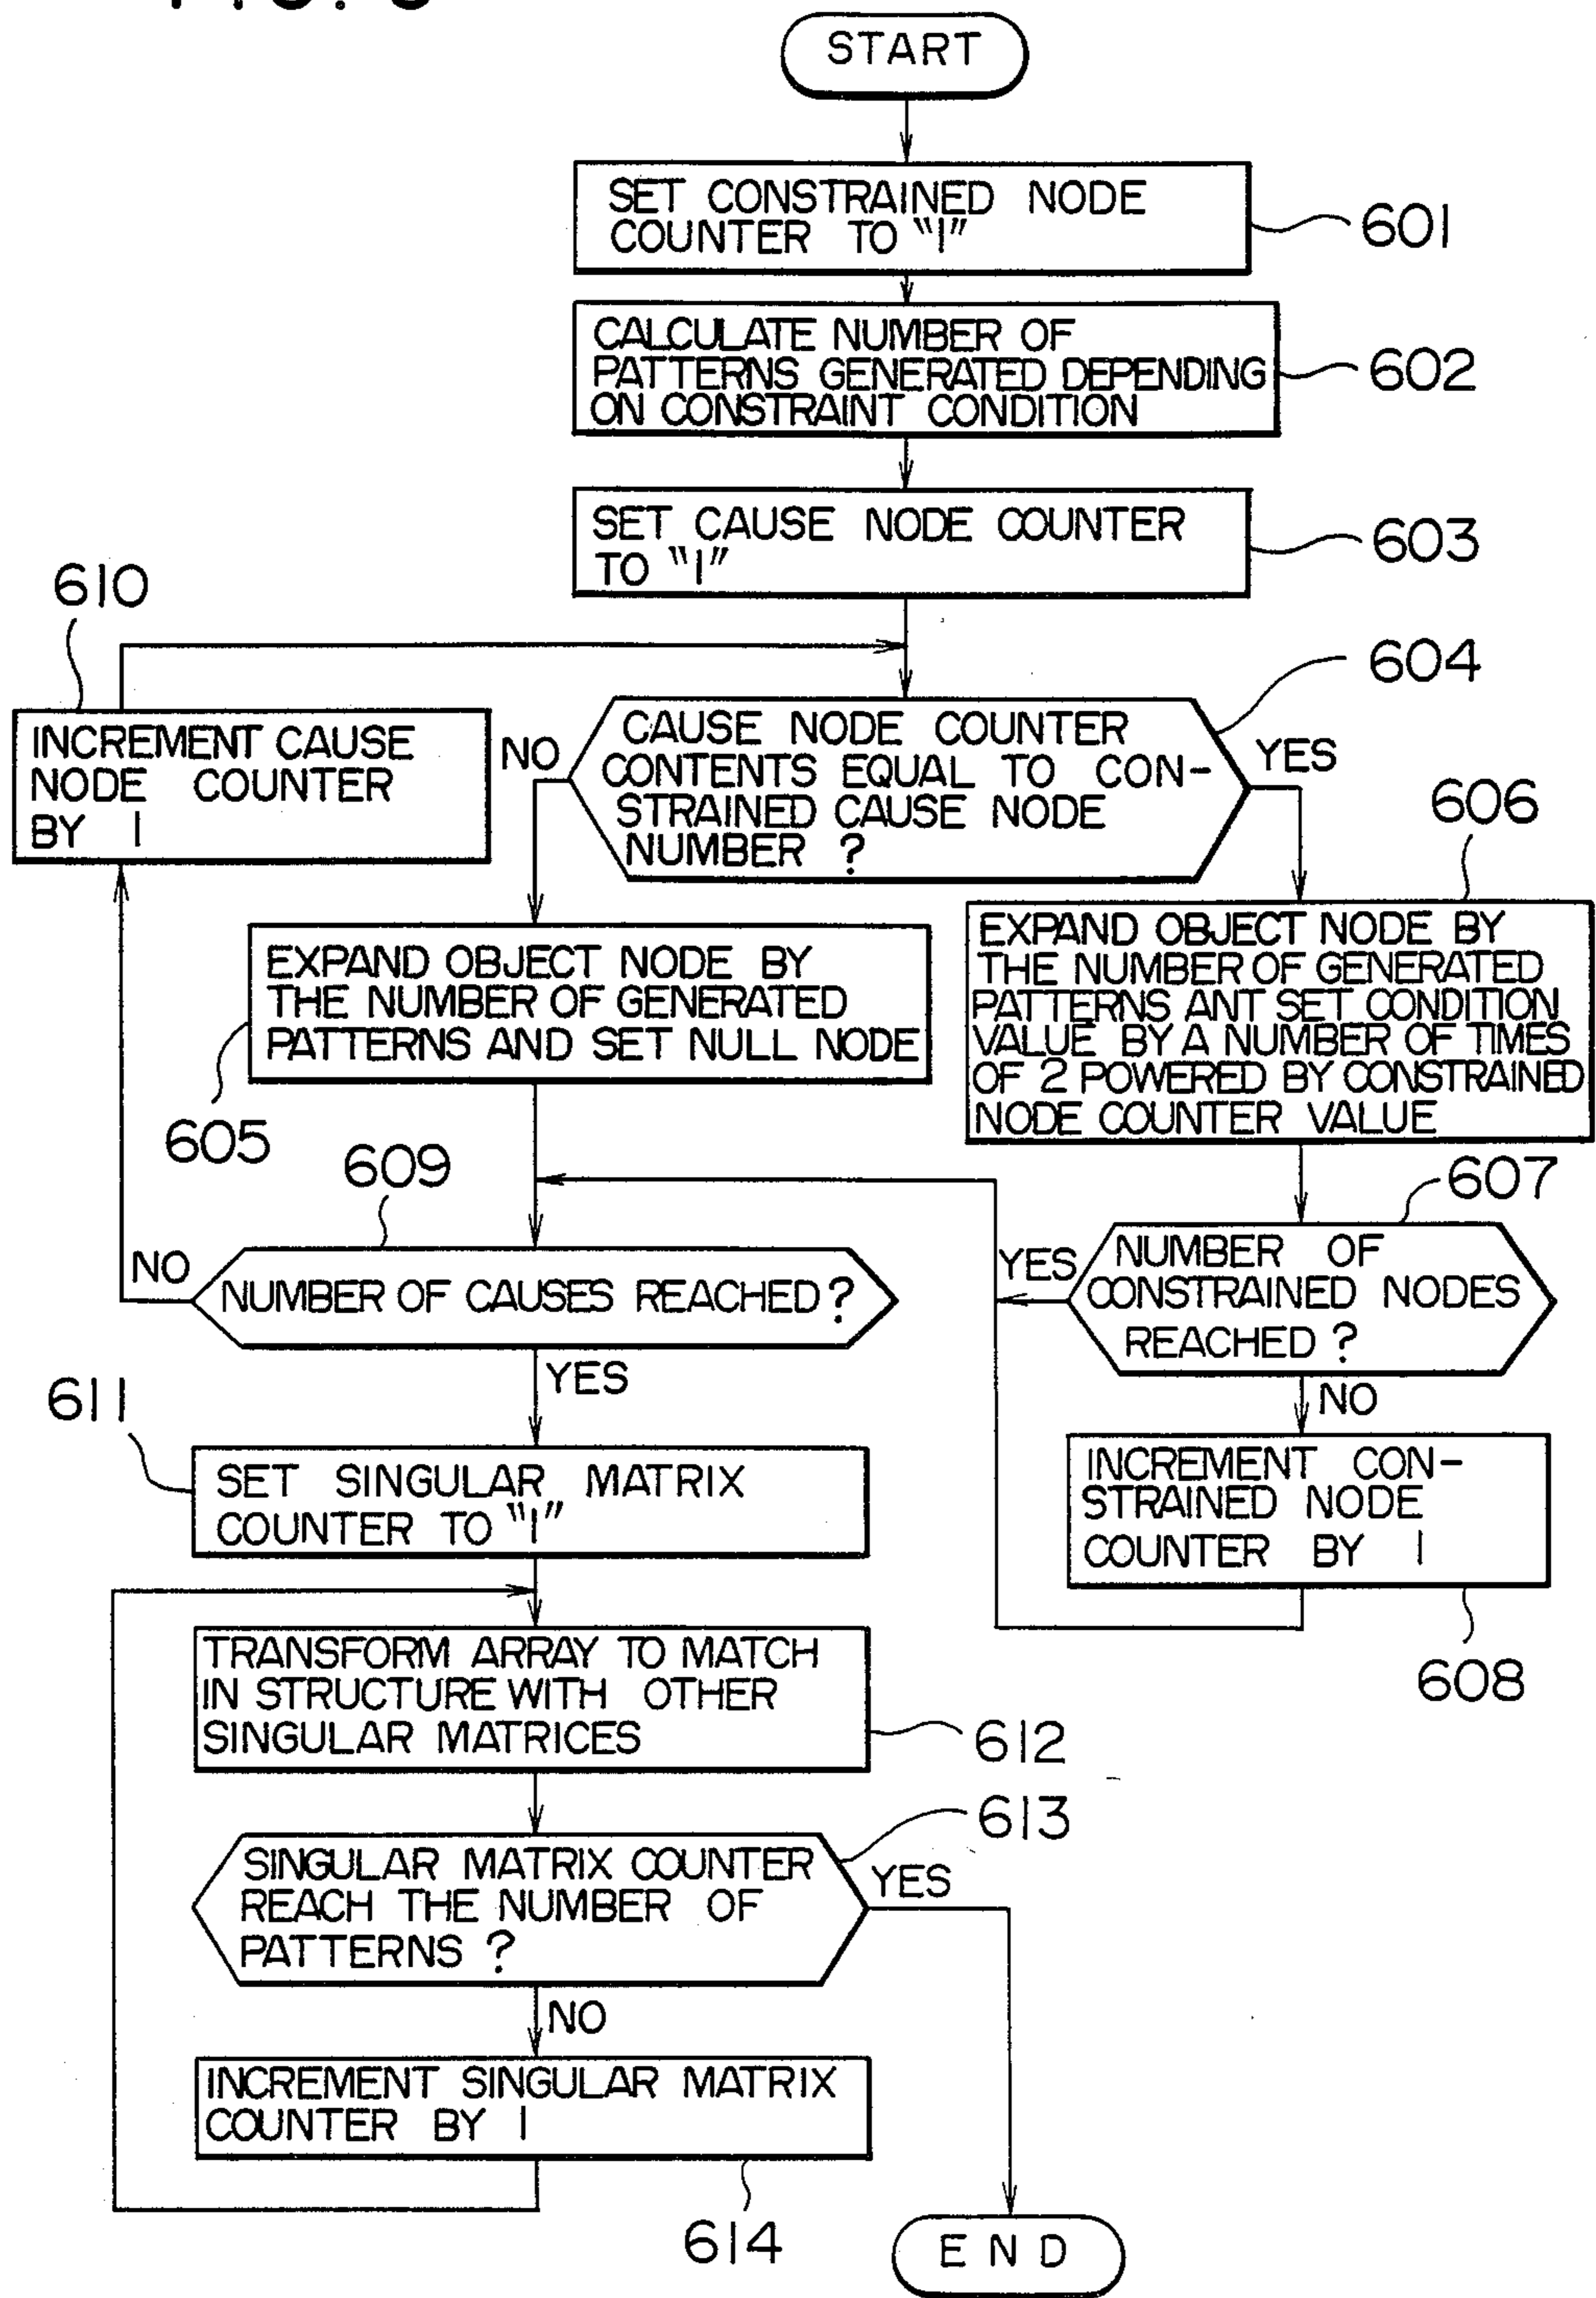 START
SET CONSTRAINED NODE
COUNTER TO "1"
601
CALCULATE NUMBER OF
PATTERNS GENERATED DEPENDING
ON CONSTRAINT CONDITION
602
SET CAUSE NODE COUNTER
TO "1"
603
610
INCREMENT CAUSE
NODE COUNTER
BY 1
604
NO
CAUSE NODE COUNTER
CONTENTS EQUAL TO CON-
STRAINED CAUSE NODE
NUMBER ?
YES
606
EXPAND OBJECT NODE BY
THE NUMBER OF GENERATED
PATTERNS AND SET NULL NODE
605
EXPAND OBJECT NODE BY
THE NUMBER OF GENERATED
PATTERNS ANT SET CONDITION
VALUE BY A NUMBER OF TIMES
OF 2 POWERED BY CONSTRAINED
NODE COUNTER VALUE
609
607
NO
NUMBER OF CAUSES REACHED ?
YES
YES
NUMBER OF
CONSTRAINED NODES
REACHED ?
NO
611
SET SINGULAR MATRIX
COUNTER TO "1"
INCREMENT CON-
STRAINED NODE
COUNTER BY 1
608
TRANSFORM ARRAY TO MATCH
IN STRUCTURE WITH OTHER
SINGULAR MATRICES
612
613
SINGULAR MATRIX COUNTER
REACH THE NUMBER OF
PATTERNS ?
YES
NO
INCREMENT SINGULAR MATRIX
COUNTER BY 1
614
END